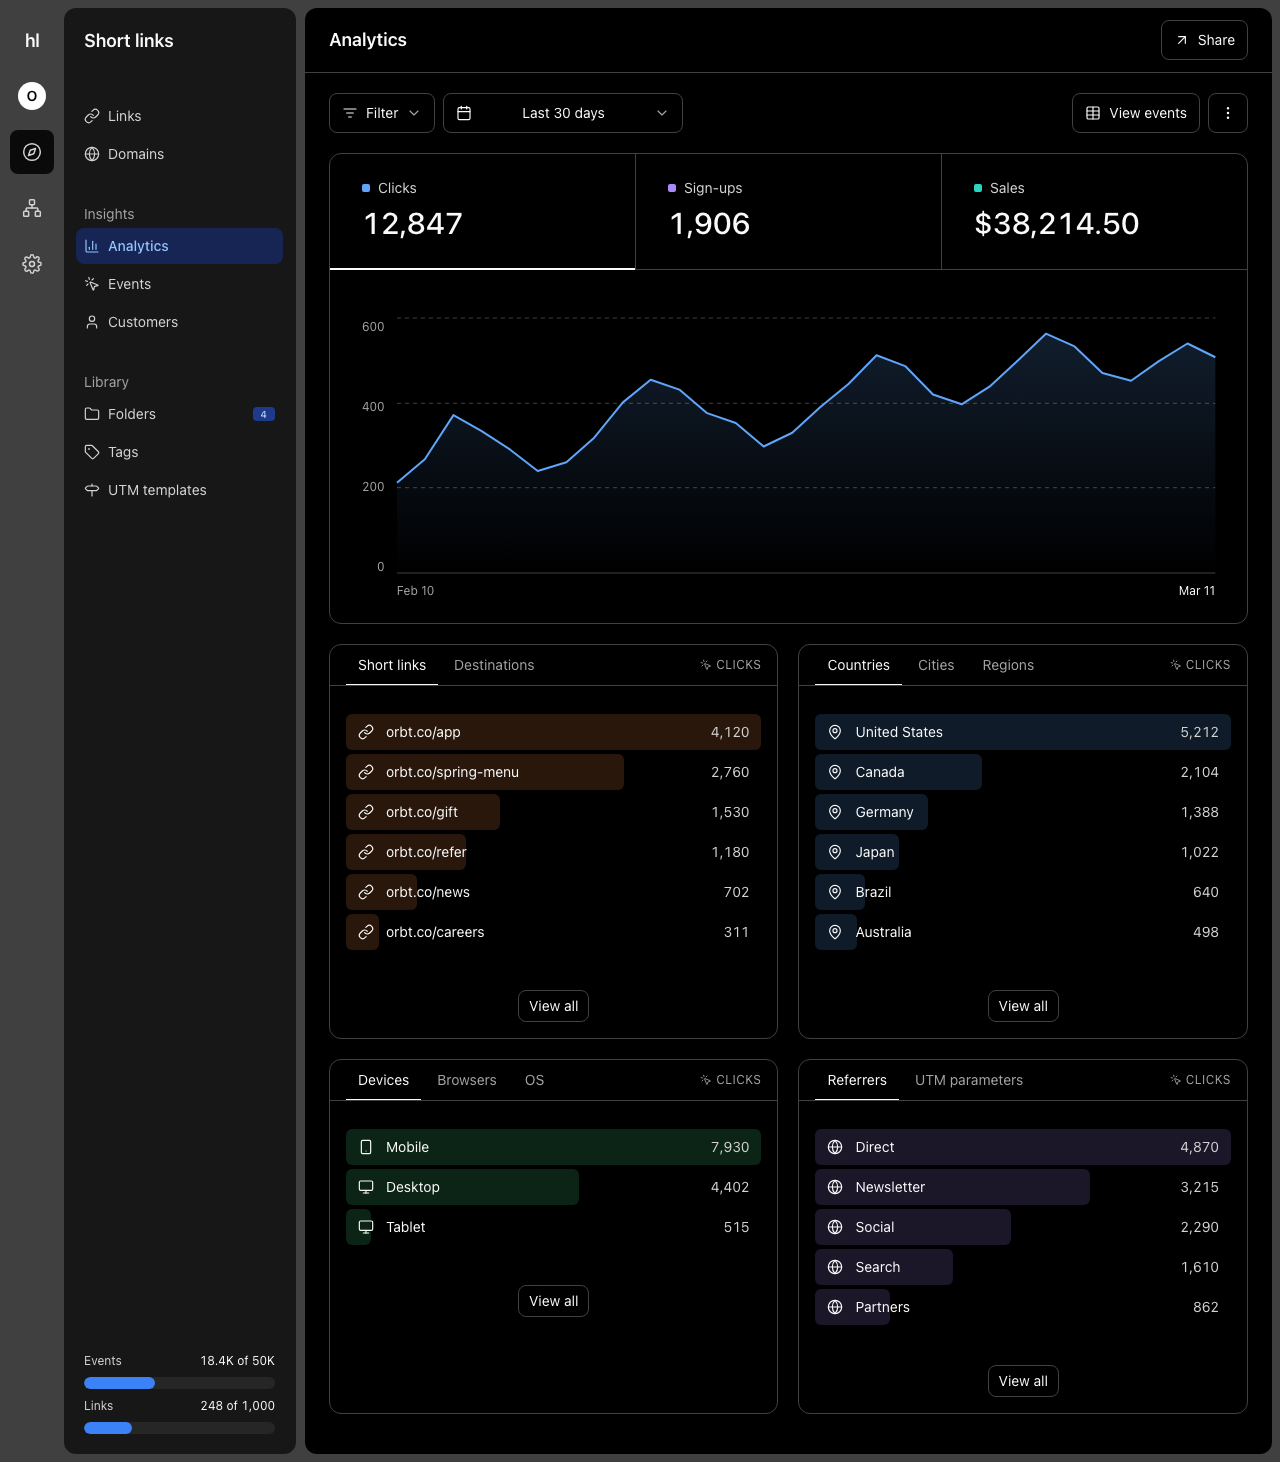 hl
O
Short links
Links
Domains
Insights
Analytics
Events
Customers
Library
Folders 4
Tags
UTM templates
Events 18.4K of 50K
Links 248 of 1,000
Analytics
Share
Filter
Last 30 days
View events
Clicks
12,847
Sign-ups
1,906
Sales
$38,214.50
600
400
200
0
Feb 10
Mar 11
Short links Destinations CLICKS
orbt.co/app 4,120
orbt.co/spring-menu 2,760
orbt.co/gift 1,530
orbt.co/refer 1,180
orbt.co/news 702
orbt.co/careers 311
View all
Countries Cities Regions CLICKS
United States 5,212
Canada 2,104
Germany 1,388
Japan 1,022
Brazil 640
Australia 498
View all
Devices Browsers OS CLICKS
Mobile 7,930
Desktop 4,402
Tablet 515
View all
Referrers UTM parameters CLICKS
Direct 4,870
Newsletter 3,215
Social 2,290
Search 1,610
Partners 862
View all